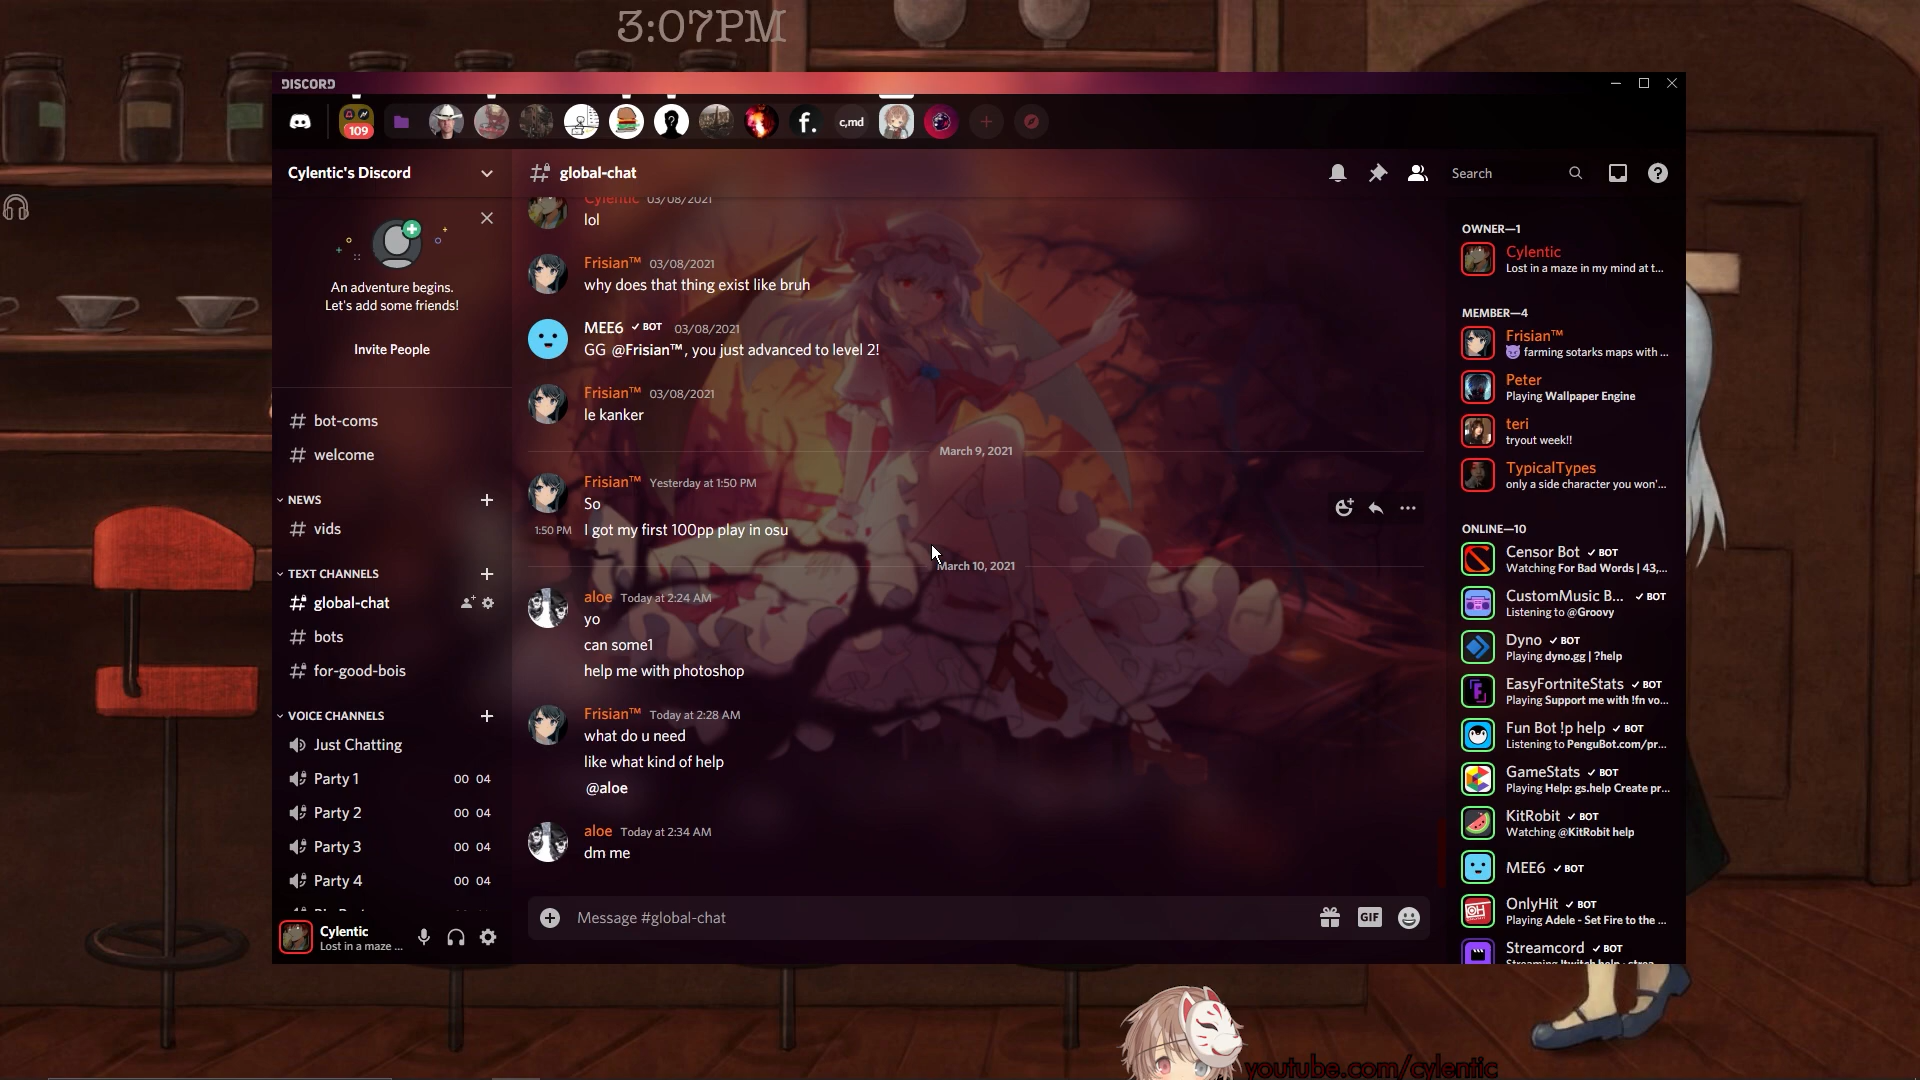 3:07PM
DISCORD
109
f.
c,md
Cylentic's Discord
global-chat
Search
An adventure begins.
Let's add some friends!
Invite People
bot-coms
welcome
NEWS
vids
TEXT CHANNELS
global-chat
bots
for-good-bois
VOICE CHANNELS
Just Chatting
Party 1 00 04
Party 2 00 04
Party 3 00 04
Party 4 00 04
Cylentic
Lost in a maze ...
Cylentic 03/08/2021
lol
Frisian™ 03/08/2021
why does that thing exist like bruh
MEE6 ✓ BOT 03/08/2021
GG @Frisian™, you just advanced to level 2!
Frisian™ 03/08/2021
le kanker
March 9, 2021
Frisian™ Yesterday at 1:50 PM
So
1:50 PM I got my first 100pp play in osu
March 10, 2021
aloe Today at 2:24 AM
yo
can some1
help me with photoshop
Frisian™ Today at 2:28 AM
what do u need
like what kind of help
@aloe
aloe Today at 2:34 AM
dm me
Message #global-chat
GIF
OWNER—1
Cylentic
Lost in a maze in my mind at t...
MEMBER—4
Frisian™
😈 farming sotarks maps with ...
Peter
Playing Wallpaper Engine
teri
tryout week!!
TypicalTypes
only a side character you won'...
ONLINE—10
Censor Bot ✓ BOT
Watching For Bad Words | 43,...
CustomMusic B... ✓ BOT
Listening to @Groovy
Dyno ✓ BOT
Playing dyno.gg | ?help
EasyFortniteStats ✓ BOT
Playing Support me with !fn vo...
Fun Bot !p help ✓ BOT
Listening to PenguBot.com/pr...
GameStats ✓ BOT
Playing Help: gs.help Create pr...
KitRobit ✓ BOT
Watching @KitRobit help
MEE6 ✓ BOT
OnlyHit ✓ BOT
Playing Adele - Set Fire to the ...
Streamcord ✓ BOT
youtube.com/cylentic